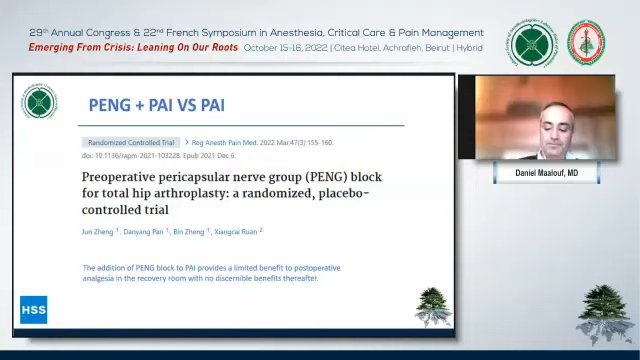 29th Annual Congress & 22nd French Symposium in Anesthesia, Critical Care & Pain Management
Emerging From Crisis: Leaning On Our Roots October 15-16, 2022 | Citea Hotel, Achrafieh, Beirut | Hybrid
PENG + PAI VS PAI
Randomized Controlled Trial > Reg Anesth Pain Med. 2022 Mar;47(3):155-160.
doi: 10.1136/rapm-2021-103228. Epub 2021 Dec 6.
Preoperative pericapsular nerve group (PENG) block
for total hip arthroplasty: a randomized, placebo-
controlled trial
Jun Zheng 1, Danyang Pan 1, Bin Zheng 1, Xiangcai Ruan 2
The addition of PENG block to PAI provides a limited benefit to postoperative
analgesia in the recovery room with no discernible benefits thereafter.
HSS
Daniel Maalouf, MD